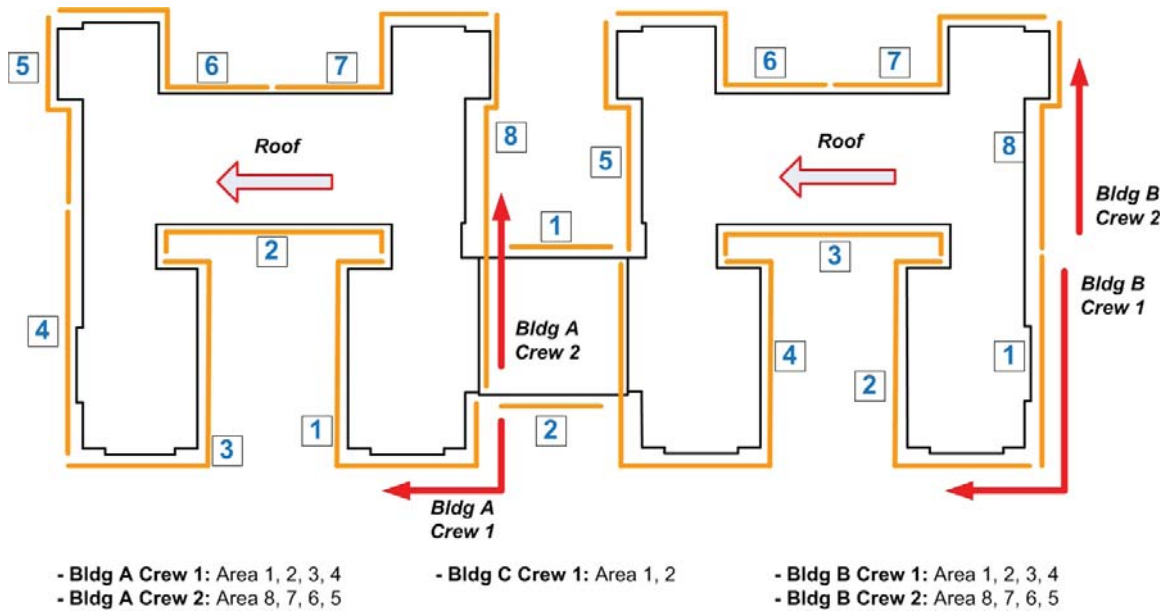 5
6
7
8
Roof
2
4
3
1
Bldg A
Crew 2
Bldg A
Crew 1
1
2
5
6
7
8
Roof
3
4
2
1
Bldg B
Crew 2
Bldg B
Crew 1
- Bldg A Crew 1: Area 1, 2, 3, 4
- Bldg A Crew 2: Area 8, 7, 6, 5
- Bldg C Crew 1: Area 1, 2
- Bldg B Crew 1: Area 1, 2, 3, 4
- Bldg B Crew 2: Area 8, 7, 6, 5